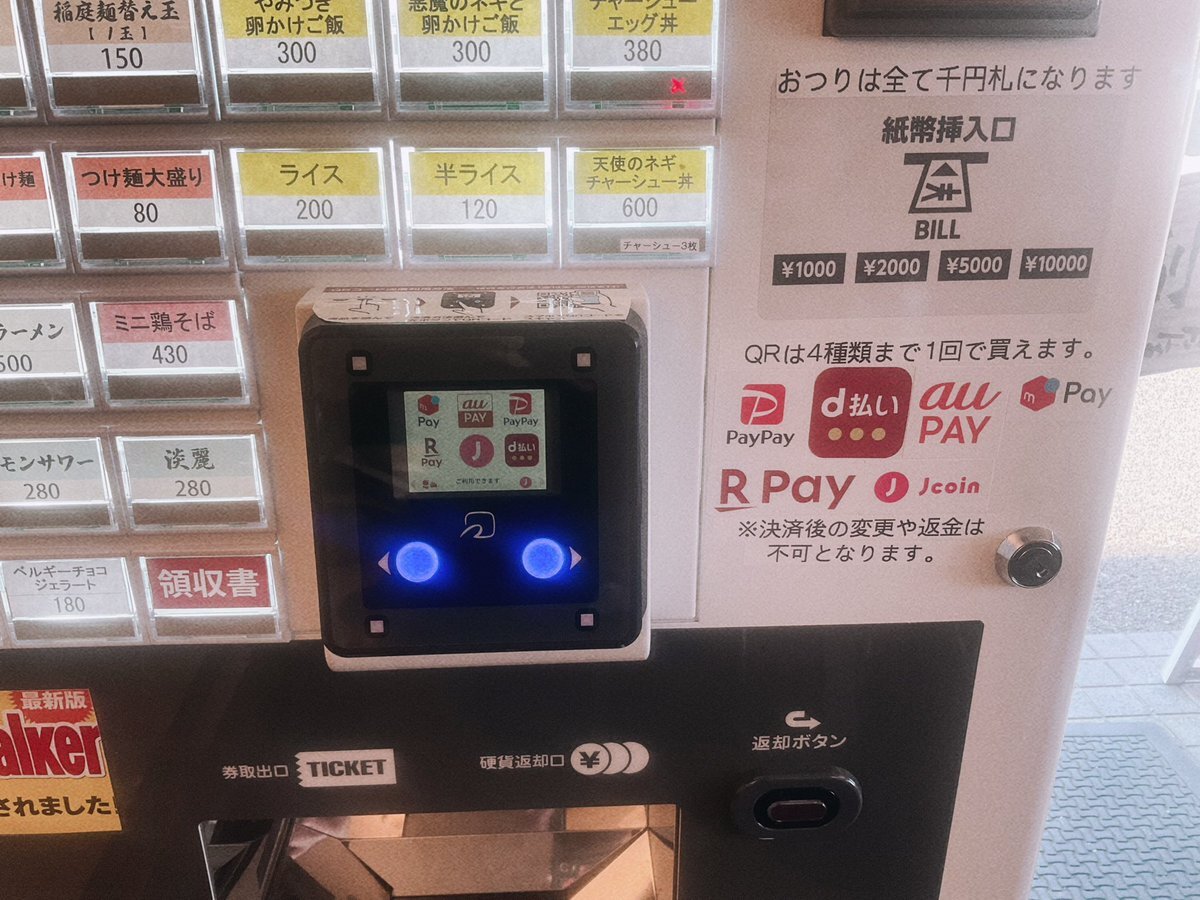 稲庭麺替え玉
[1玉]
150
やみつき
卵かけご飯
300
悪魔のネギと
卵かけご飯
300
チャーシュー
エッグ丼
380
け麺
つけ麺大盛り
80
ライス
200
半ライス
120
天使のネギ
チャーシュー丼
600
チャーシュー3枚
ラーメン
500
ミニ鶏そば
430
モンサワー
280
淡麗
280
ベルギーチョコ
ジェラート
180
領収書
m Pay
au PAY
PayPay
R Pay
J
d払い
ご利用できます
おつりは全て千円札になります
紙幣挿入口
BILL
¥1000 ¥2000 ¥5000 ¥10000
QRは4種類まで1回で買えます。
PayPay
d払い
au PAY
m Pay
R Pay
J Jcoin
※決済後の変更や返金は
不可となります。
最新版
alker
されました!
券取出口 TICKET
硬貨返却口 ¥
返却ボタン